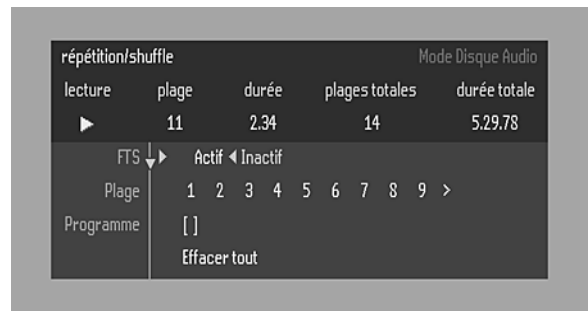 répétition/shuffle Mode Disque Audio
lecture plage durée plages totales durée totale
11 2.34 14 5.29.78
FTS Actif Inactif
Plage 1 2 3 4 5 6 7 8 9 >
Programme [ ]
Effacer tout